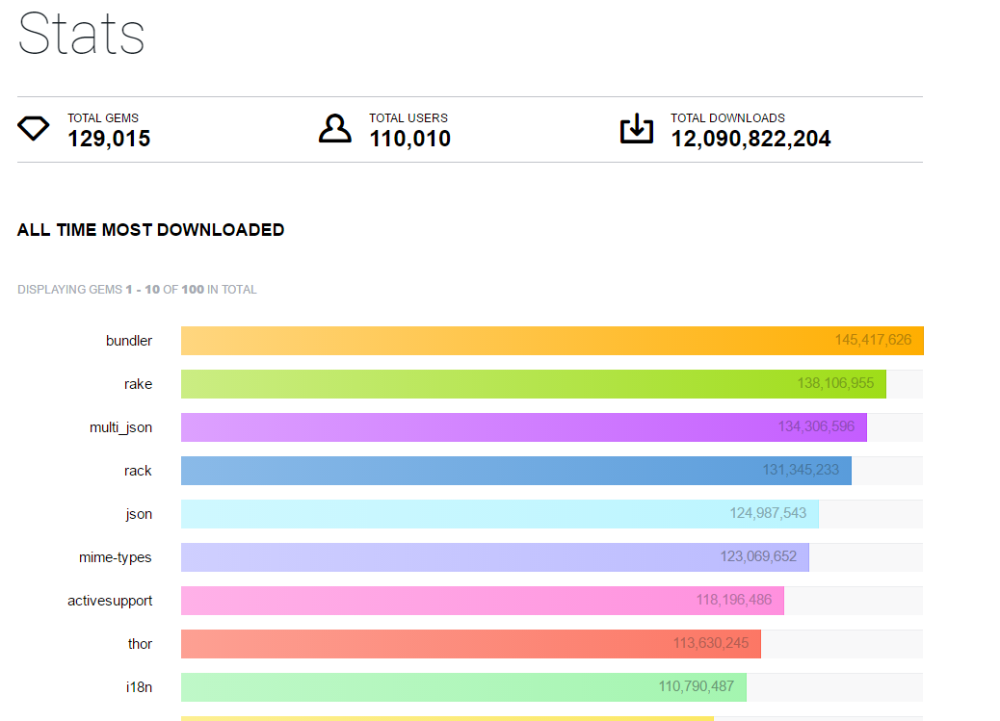 Stats
TOTAL GEMS
129,015
TOTAL USERS
110,010
TOTAL DOWNLOADS
12,090,822,204
ALL TIME MOST DOWNLOADED
DISPLAYING GEMS 1 - 10 OF 100 IN TOTAL
bundler 145,417,626
rake 138,106,955
multi_json 134,306,596
rack 131,345,233
json 124,987,543
mime-types 123,069,652
activesupport 118,196,486
thor 113,630,245
i18n 110,790,487